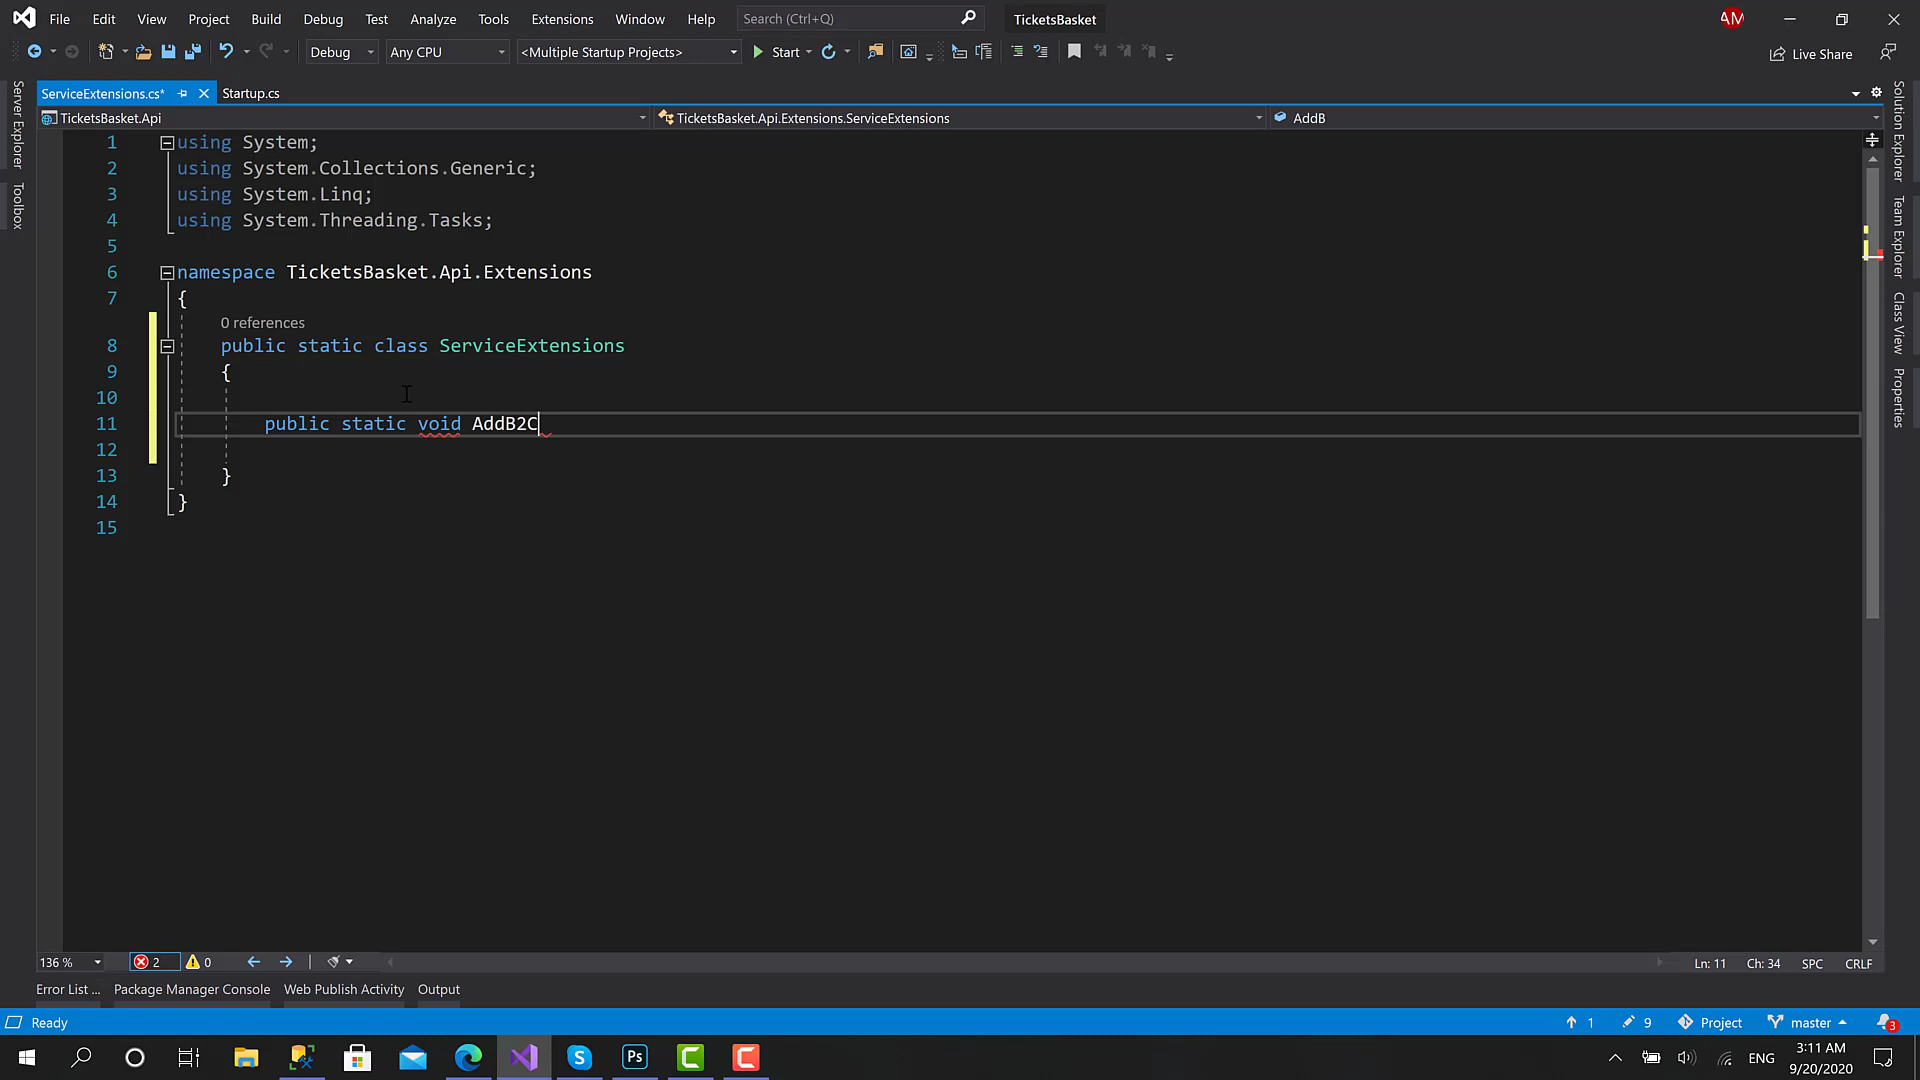 File Edit View Project Build Debug Test Analyze Tools Extensions Window Help Search (Ctrl+Q) TicketsBasket AM
Debug Any CPU <Multiple Startup Projects> Start Live Share
ServiceExtensions.cs* Startup.cs
TicketsBasket.Api TicketsBasket.Api.Extensions.ServiceExtensions AddB
Server Explorer
Toolbox
1 using System;
2 using System.Collections.Generic;
3 using System.Linq;
4 using System.Threading.Tasks;
5
6 namespace TicketsBasket.Api.Extensions
7 {
0 references
8 public static class ServiceExtensions
9 {
10
11 public static void AddB2C
12
13 }
14 }
15
Solution Explorer
Team Explorer
Class View
Properties
136 % 2 0 Ln: 11 Ch: 34 SPC CRLF
Error List ... Package Manager Console Web Publish Activity Output
Ready 1 9 Project master 3
Ps ENG 3:11 AM
9/20/2020